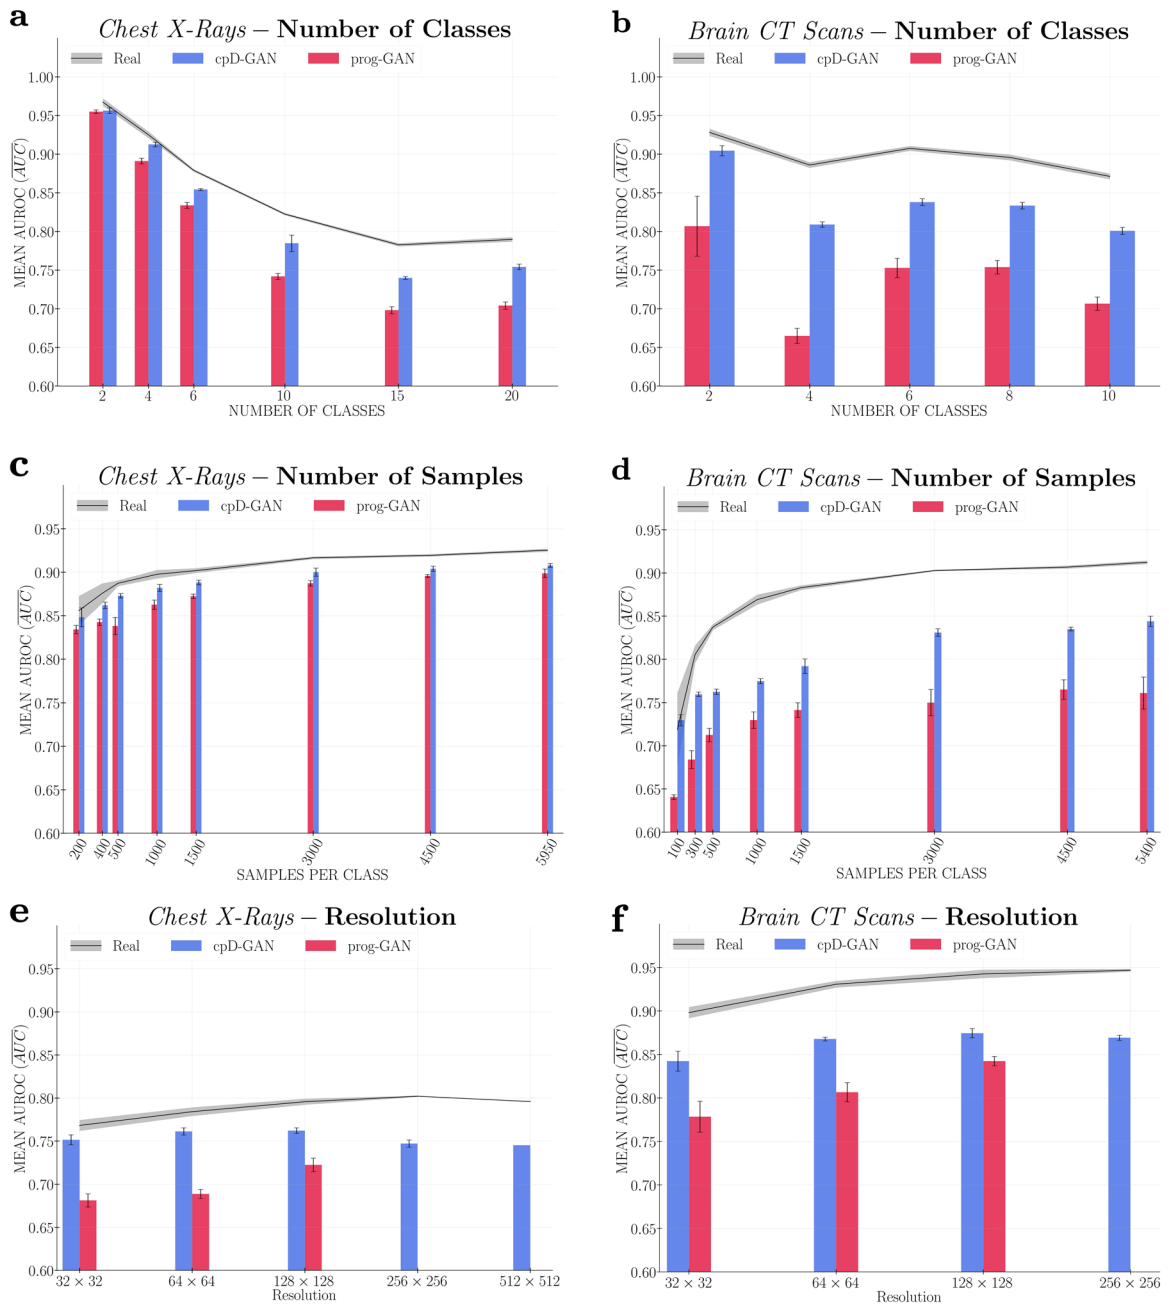 a
Chest X-Rays – Number of Classes
Real cpD-GAN prog-GAN
MEAN AUROC (AUC)
1.00
0.95
0.90
0.85
0.80
0.75
0.70
0.65
0.60
2 4 6 10 15 20
NUMBER OF CLASSES
b
Brain CT Scans – Number of Classes
Real cpD-GAN prog-GAN
MEAN AUROC (AUC)
1.00
0.95
0.90
0.85
0.80
0.75
0.70
0.65
0.60
2 4 6 8 10
NUMBER OF CLASSES
c
Chest X-Rays – Number of Samples
Real cpD-GAN prog-GAN
MEAN AUROC (AUC)
0.95
0.90
0.85
0.80
0.75
0.70
0.65
0.60
200 400 500 1000 1500 3000 4500 5950
SAMPLES PER CLASS
d
Brain CT Scans – Number of Samples
Real cpD-GAN prog-GAN
MEAN AUROC (AUC)
0.95
0.90
0.85
0.80
0.75
0.70
0.65
0.60
100 300 500 1000 1500 3000 4500 5400
SAMPLES PER CLASS
e
Chest X-Rays – Resolution
Real cpD-GAN prog-GAN
MEAN AUROC (AUC)
0.95
0.90
0.85
0.80
0.75
0.70
0.65
0.60
32 × 32 64 × 64 128 × 128 256 × 256 512 × 512
Resolution
f
Brain CT Scans – Resolution
Real cpD-GAN prog-GAN
MEAN AUROC (AUC)
0.95
0.90
0.85
0.80
0.75
0.70
0.65
0.60
32 × 32 64 × 64 128 × 128 256 × 256
Resolution